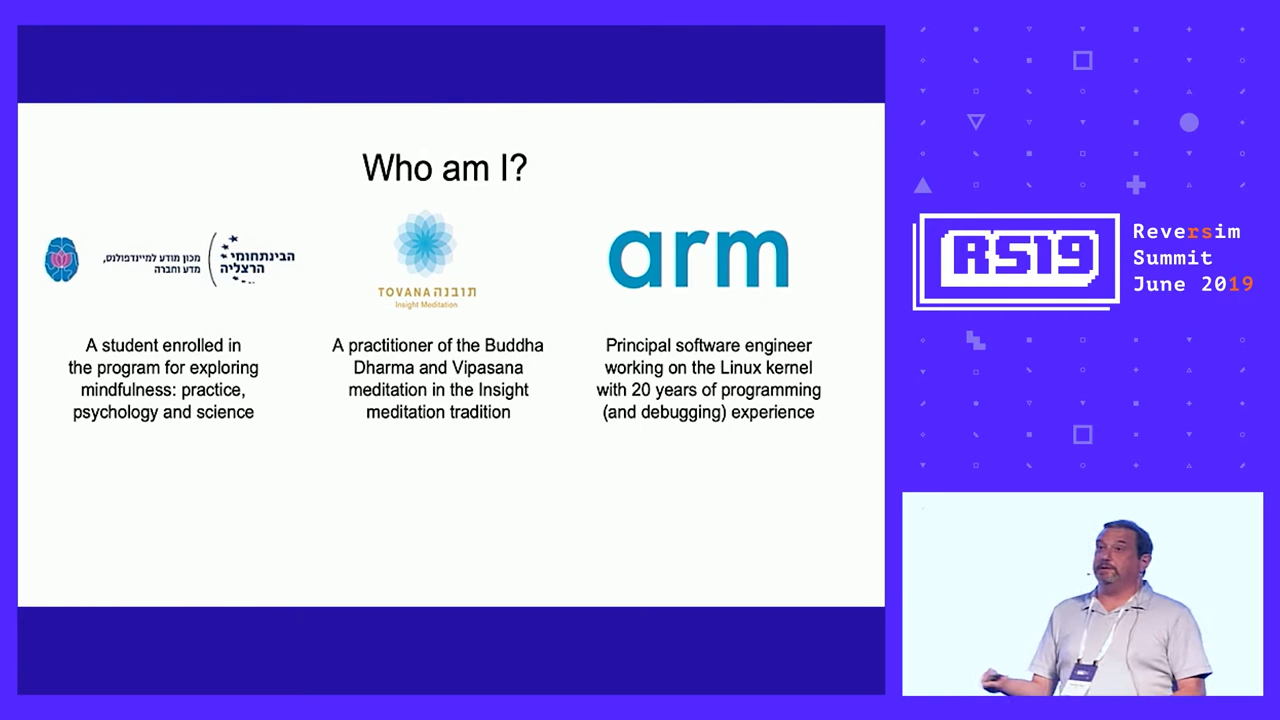 Who am I?
מכון מודע למיינדפולנס,
מדע וחברה
הבינתחומי
הרצליה
TOVANA תובנה
Insight Meditation
arm
A student enrolled in
the program for exploring
mindfulness: practice,
psychology and science
A practitioner of the Buddha
Dharma and Vipasana
meditation in the Insight
meditation tradition
Principal software engineer
working on the Linux kernel
with 20 years of programming
(and debugging) experience
RS19
Reversim
Summit
June 2019